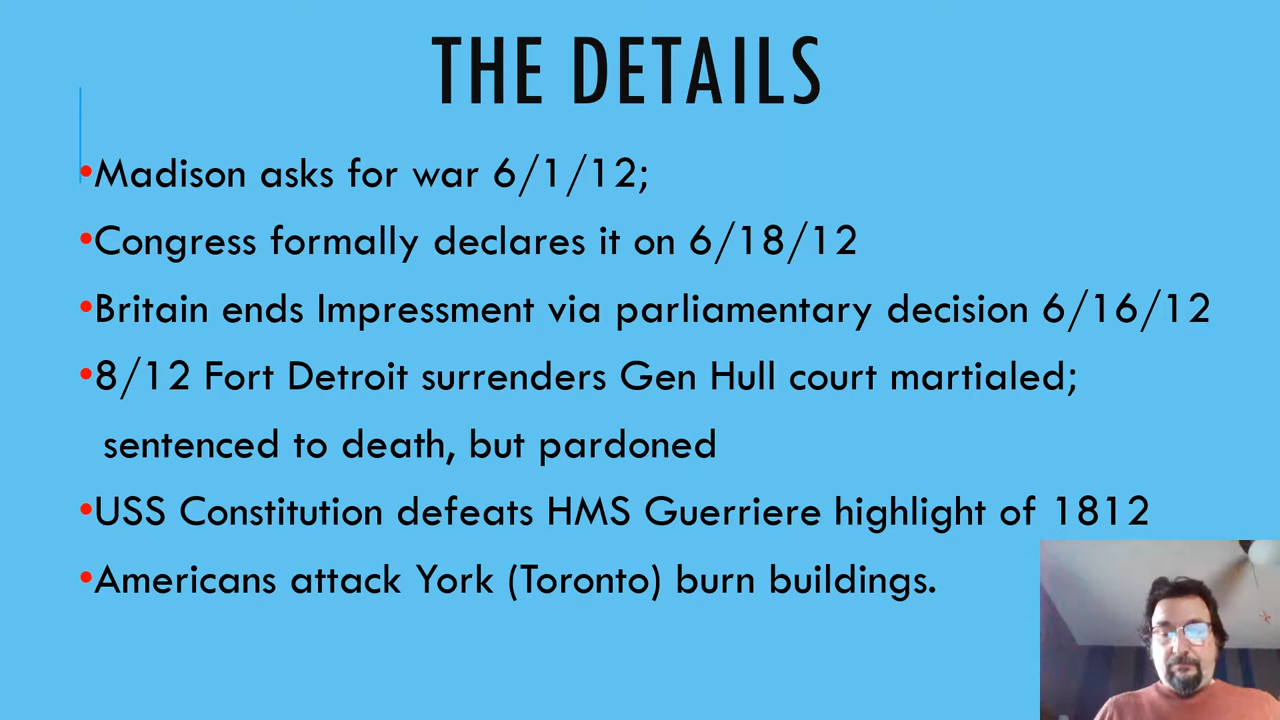 THE DETAILS
•Madison asks for war 6/1/12;
•Congress formally declares it on 6/18/12
•Britain ends Impressment via parliamentary decision 6/16/12
•8/12 Fort Detroit surrenders Gen Hull court martialed;
sentenced to death, but pardoned
•USS Constitution defeats HMS Guerriere highlight of 1812
•Americans attack York (Toronto) burn buildings.